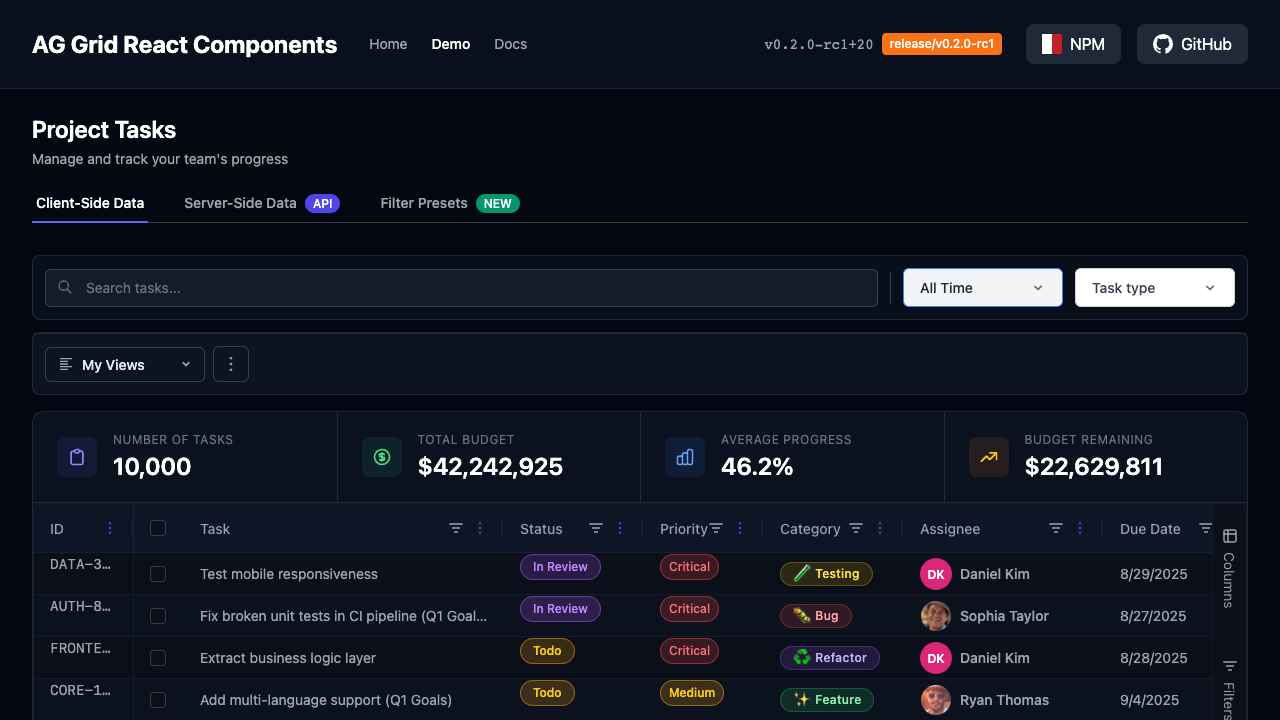 AG Grid React Components
Home
Demo
Docs
v0.2.0-rc1+20
release/v0.2.0-rc1
NPM
GitHub
Project Tasks
Manage and track your team's progress
Client-Side Data
Server-Side Data API
Filter Presets NEW
Search tasks...
All Time
Task type
My Views
NUMBER OF TASKS
10,000
TOTAL BUDGET
$42,242,925
AVERAGE PROGRESS
46.2%
BUDGET REMAINING
$22,629,811
ID Task Status Priority Category Assignee Due Date
DATA-3… Test mobile responsiveness In Review Critical Testing DK Daniel Kim 8/29/2025
AUTH-8… Fix broken unit tests in CI pipeline (Q1 Goal… In Review Critical Bug Sophia Taylor 8/27/2025
FRONTE… Extract business logic layer Todo Critical Refactor DK Daniel Kim 8/28/2025
CORE-1… Add multi-language support (Q1 Goals) Todo Medium Feature Ryan Thomas 9/4/2025
Columns
Filters